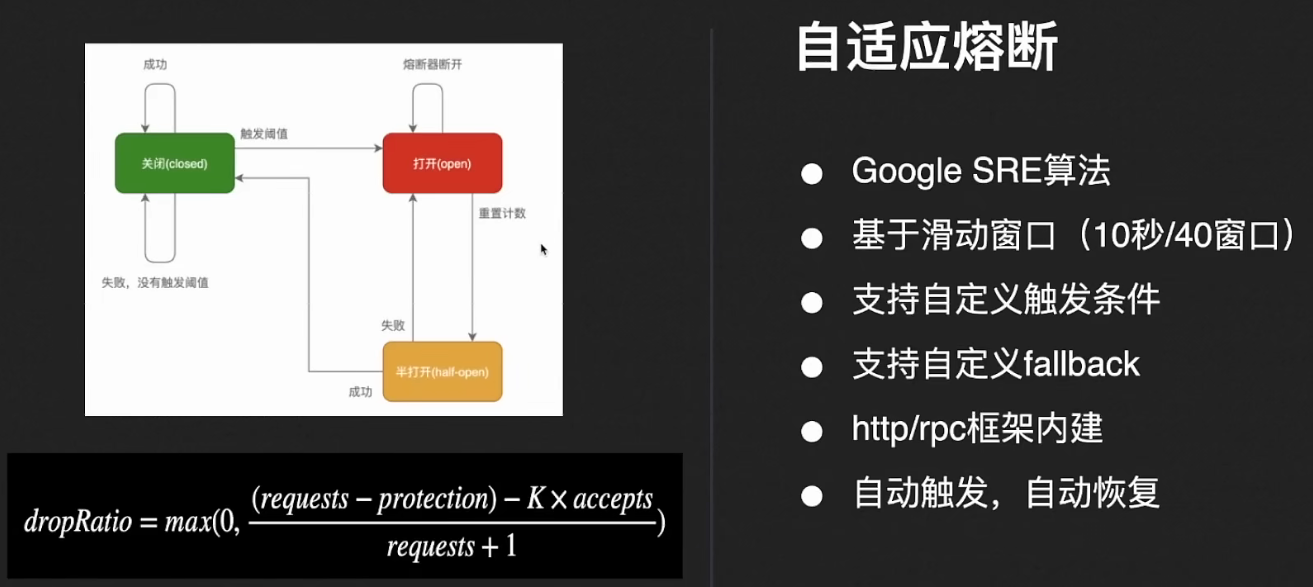 成功
熔断器断开
触发阈值
关闭(closed)
打开(open)
重置计数
失败，没有触发阈值
失败
半打开(half-open)
成功
dropRatio = max(0, (requests − protection) − K × accepts / requests + 1)
自适应熔断
Google SRE算法
基于滑动窗口（10秒/40窗口）
支持自定义触发条件
支持自定义fallback
http/rpc框架内建
自动触发，自动恢复